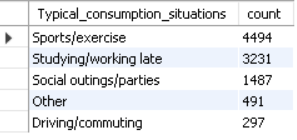 Typical_consumption_situations count
Sports/exercise 4494
Studying/working late 3231
Social outings/parties 1487
Other 491
Driving/commuting 297